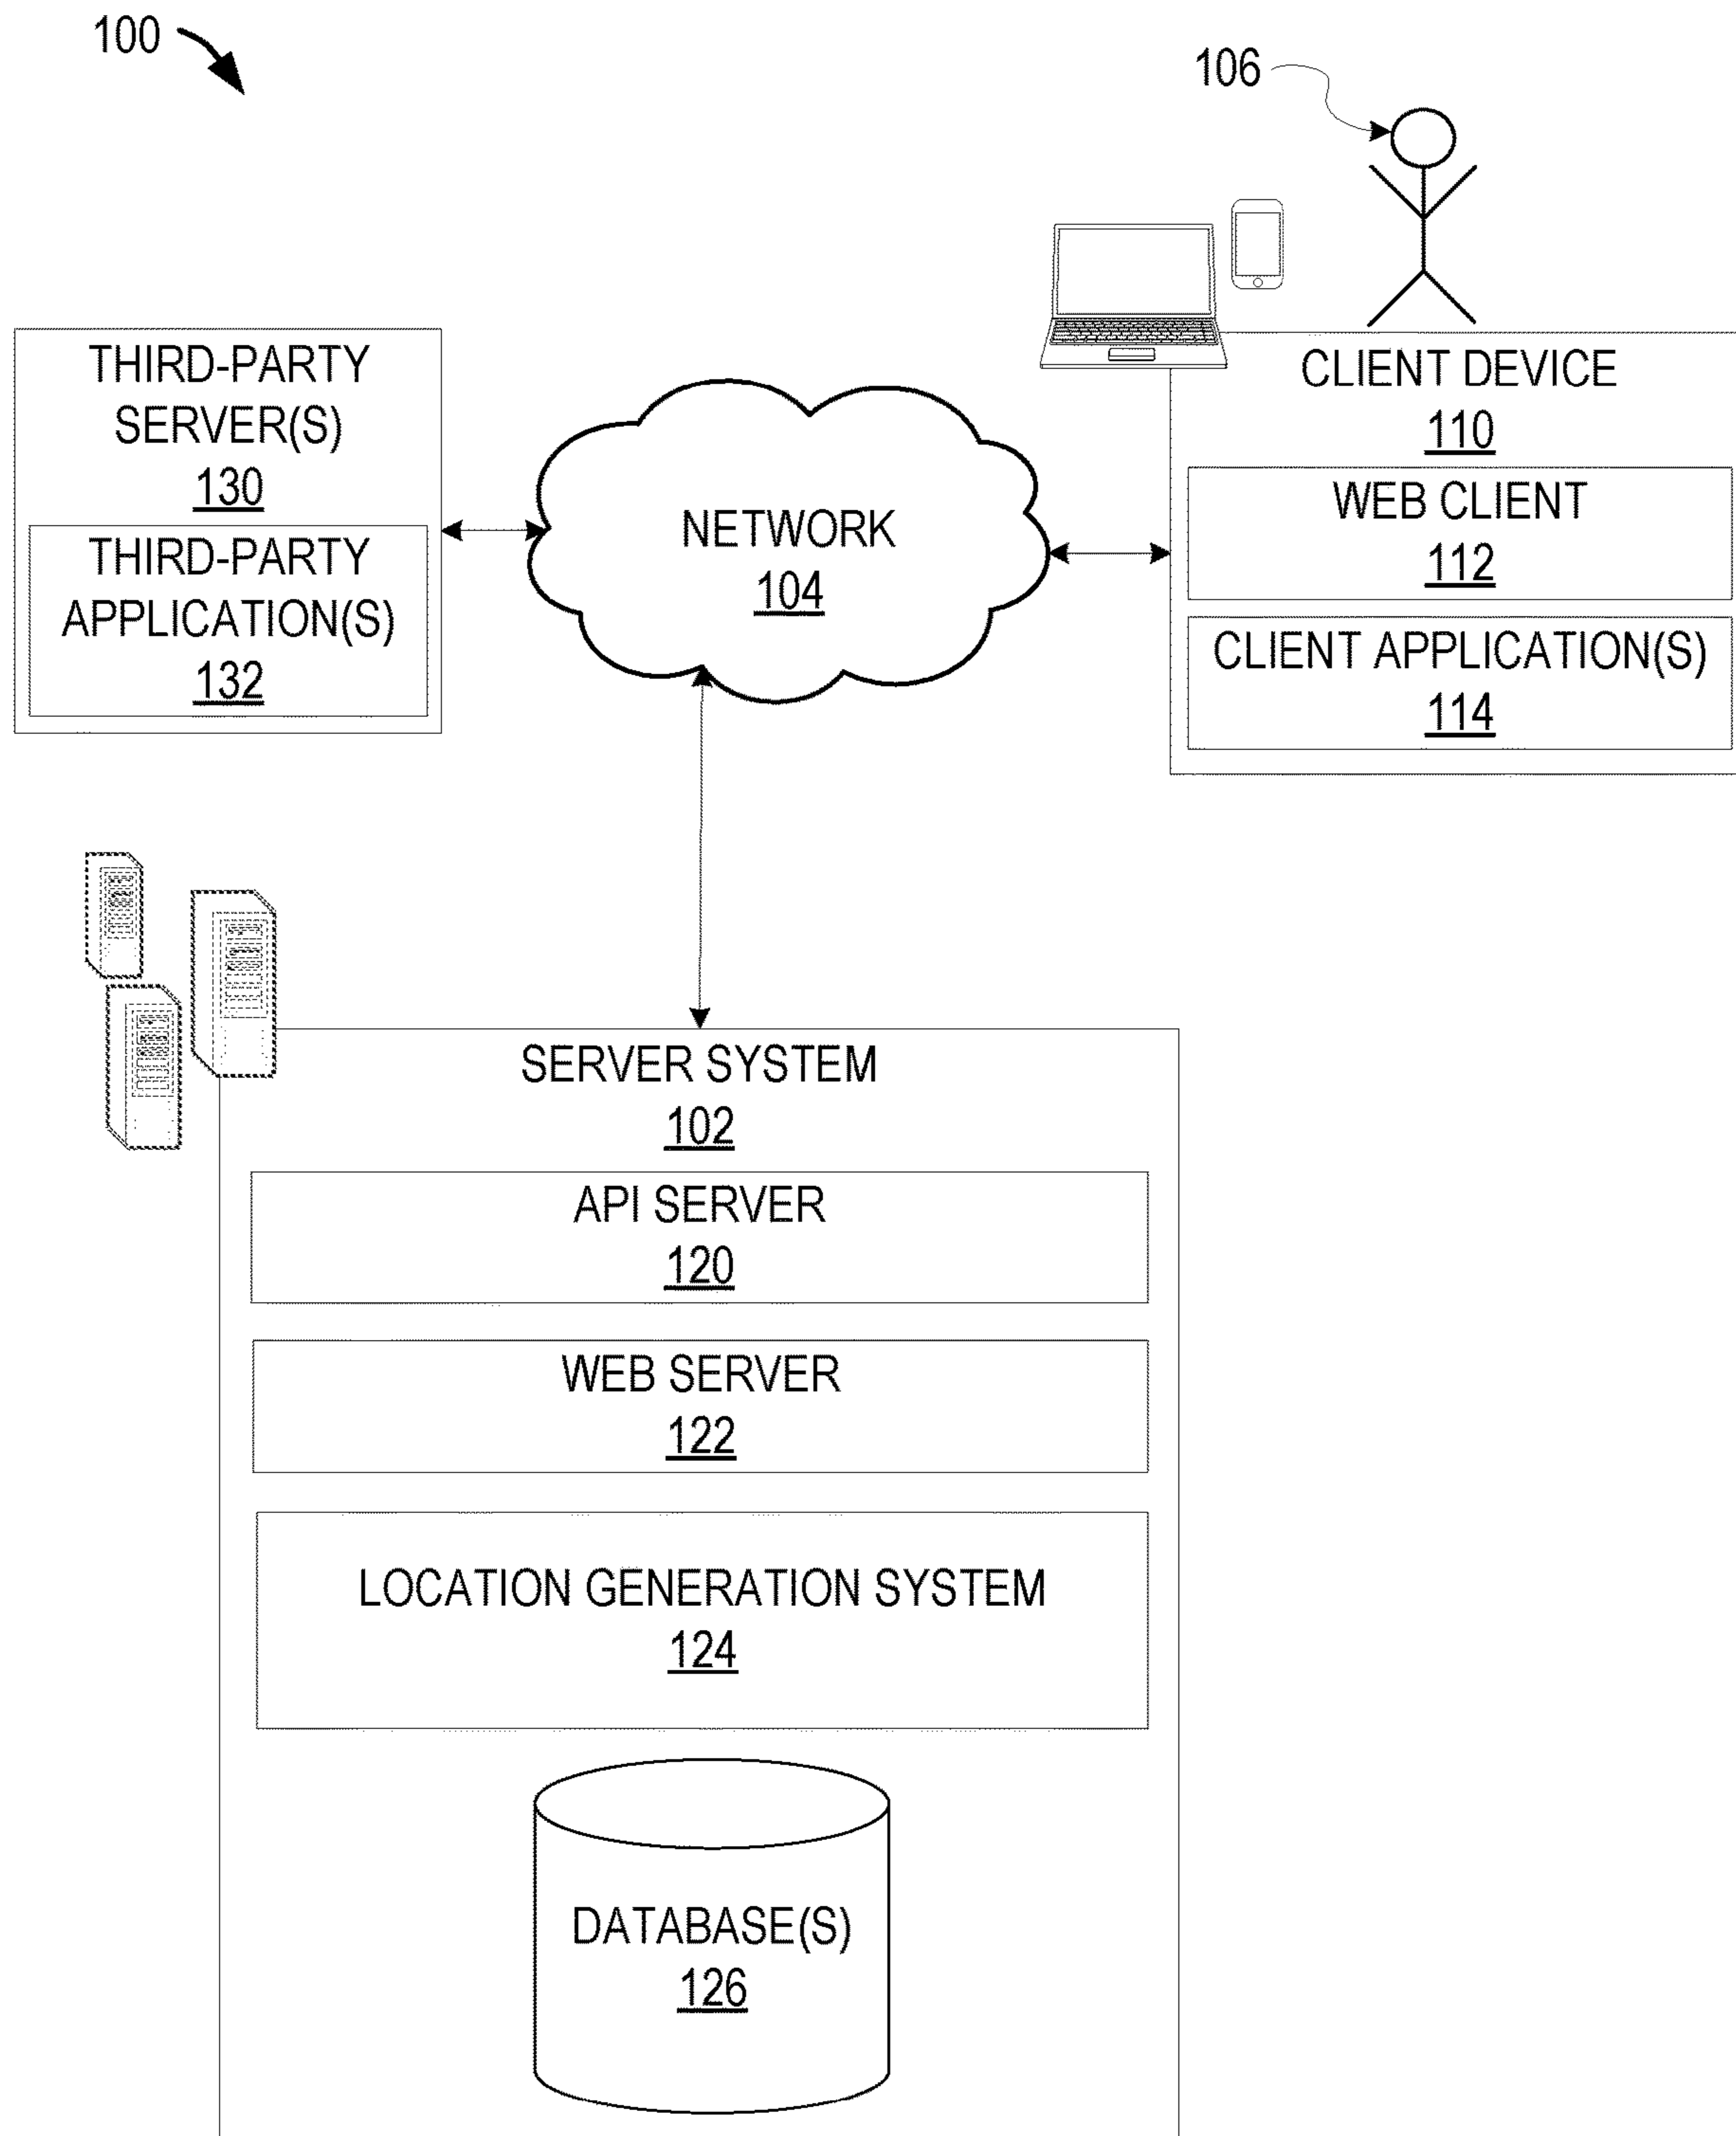 100
106
THIRD-PARTY
SERVER(S)
130
THIRD-PARTY
APPLICATION(S)
132
NETWORK
104
CLIENT DEVICE
110
WEB CLIENT
112
CLIENT APPLICATION(S)
114
SERVER SYSTEM
102
API SERVER
120
WEB SERVER
122
LOCATION GENERATION SYSTEM
124
DATABASE(S)
126